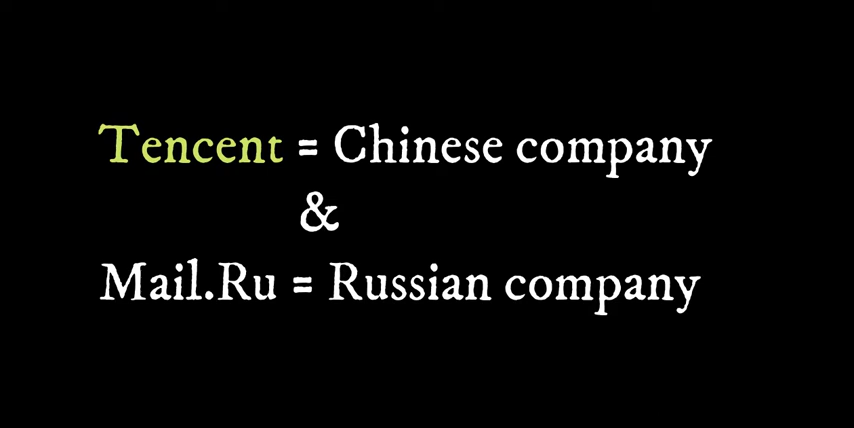 Tencent = Chinese company
&
Mail.Ru = Russian company